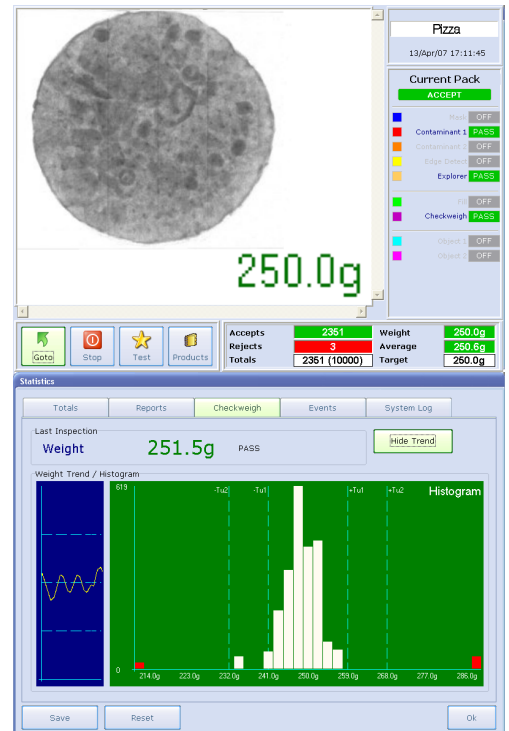 Pizza
13/Apr/07 17:11:45
Current Pack
ACCEPT
Mask OFF
Contaminant 1 PASS
Contaminant 2 OFF
Edge Detect OFF
Explorer PASS
Fill OFF
Checkweigh PASS
Object 1 OFF
Object 2 OFF
250.0g
Goto Stop Test Products
Accepts 2351 Weight 250.0g
Rejects 3 Average 250.6g
Totals 2351 (10000) Target 250.0g
Statistics
Totals Reports Checkweigh Events System Log
Last Inspection
Weight 251.5g PASS
Hide Trend
Weight Trend / Histogram
619 -Tu2 -Tu1 +Tu1 +Tu2 Histogram
0
214.0g 223.0g 232.0g 241.0g 250.0g 259.0g 268.0g 277.0g 286.0g
Save Reset Ok